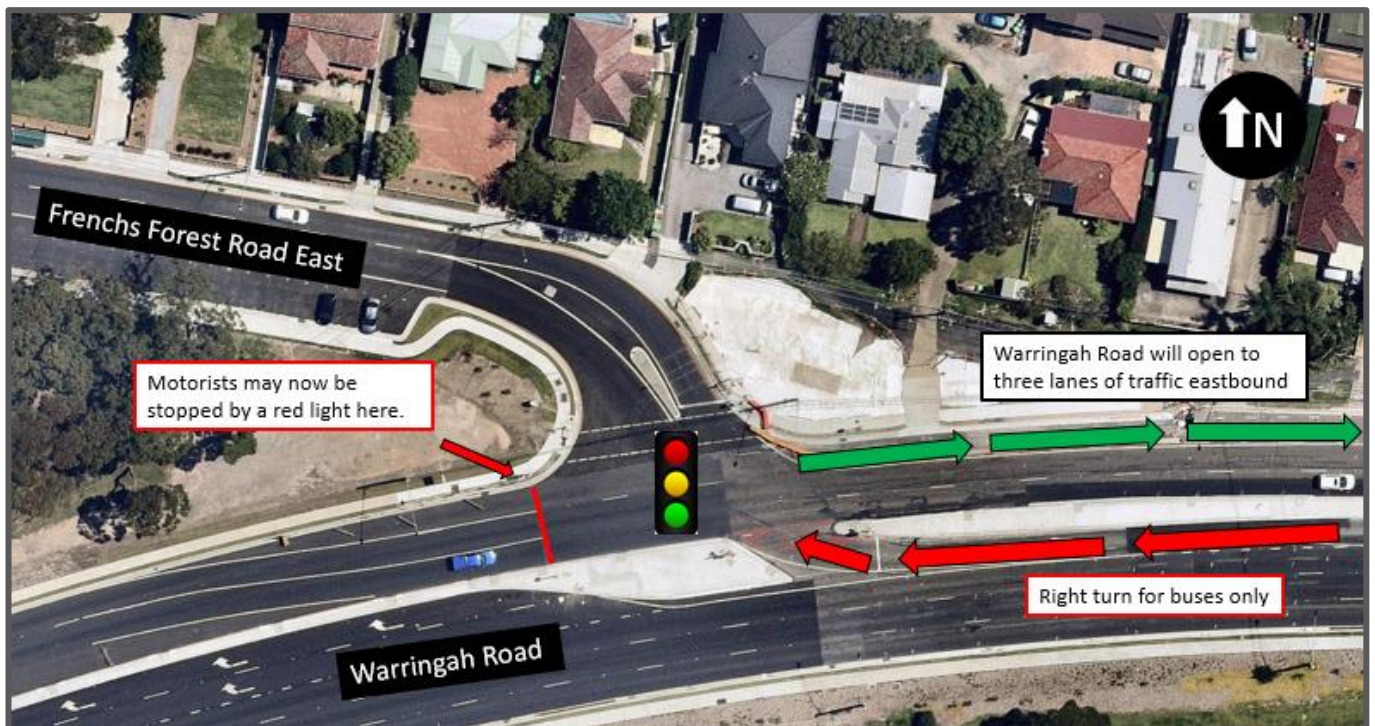 N
Frenchs Forest Road East
Warringah Road will open to
three lanes of traffic eastbound
Motorists may now be
stopped by a red light here.
Right turn for buses only
Warringah Road